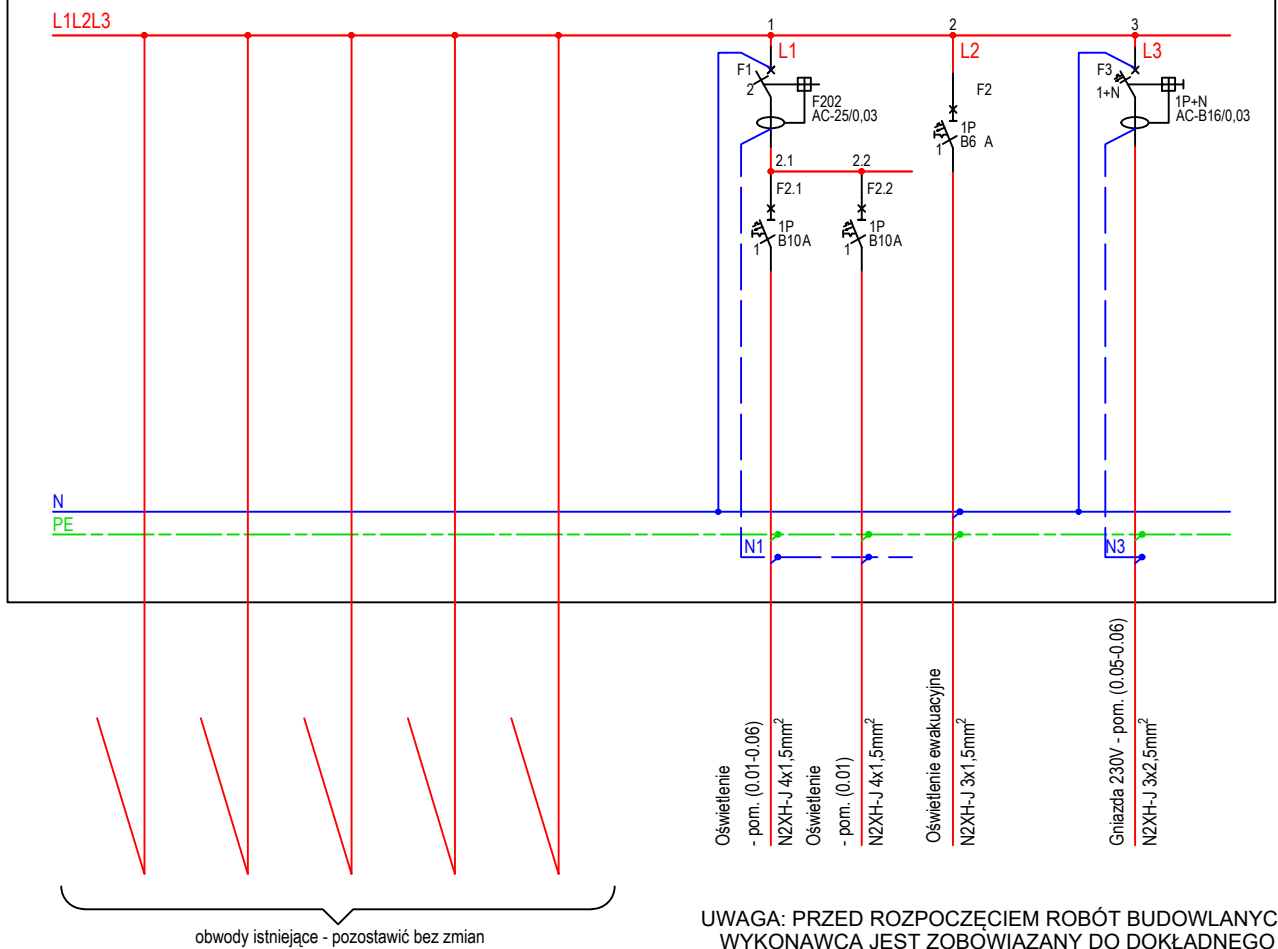 L1L2L3
1
2
3
L1
L2
L3
F1
2
F202
AC-25/0,03
F2
1P
B6 A
1
F3
1+N
1P+N
AC-B16/0,03
2.1
2.2
F2.1
F2.2
1P
B10A
1
1P
B10A
1
N
PE
N1
N3
Oświetlenie
- pom. (0.01-0.06)
N2XH-J 4x1,5mm²
Oświetlenie
- pom. (0.01)
N2XH-J 4x1,5mm²
Oświetlenie ewakuacyjne
N2XH-J 3x1,5mm²
Gniazda 230V - pom. (0.05-0.06)
N2XH-J 3x2,5mm²
obwody istniejące - pozostawić bez zmian
UWAGA: PRZED ROZPOCZĘCIEM ROBÓT BUDOWLANYC
WYKONAWCA JEST ZOBOWIĄZANY DO DOKŁADNEGO